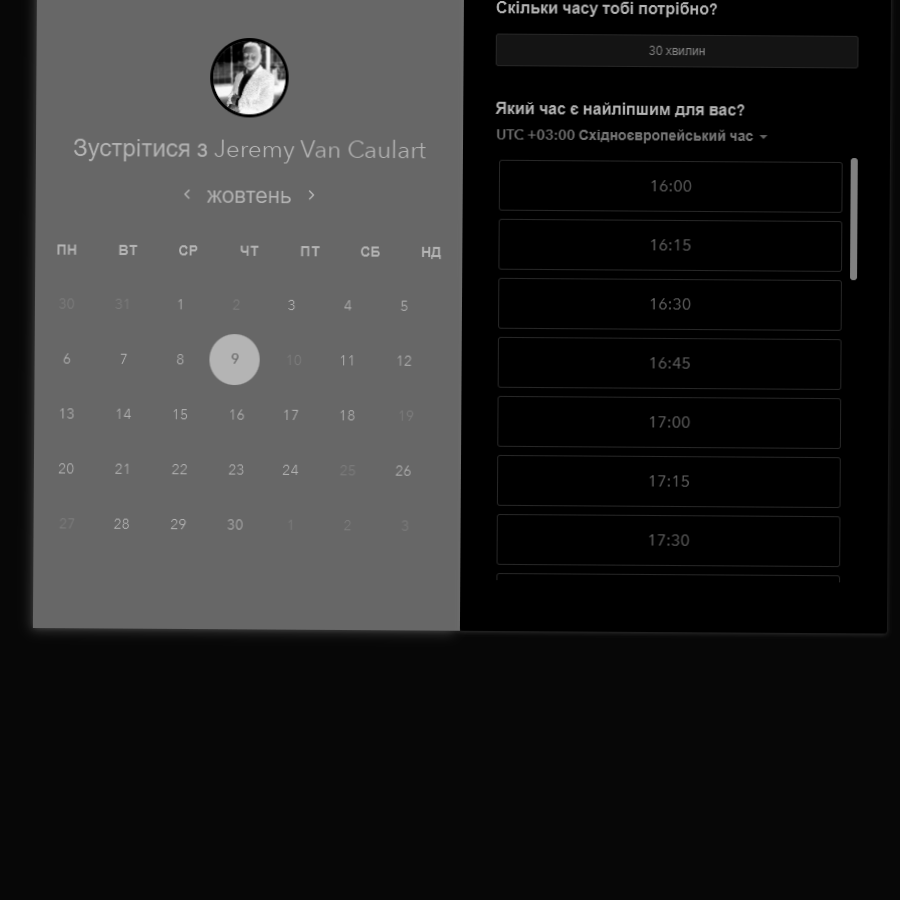 Зустрітися з Jeremy Van Caulart
жовтень
ПН ВТ СР ЧТ ПТ СБ НД
30 31 1 2 3 4 5
6 7 8 9 10 11 12
13 14 15 16 17 18 19
20 21 22 23 24 25 26
27 28 29 30 1 2 3
Скільки часу тобі потрібно?
30 хвилин
Який час є найліпшим для вас?
UTC +03:00 Східноєвропейський час
16:00
16:15
16:30
16:45
17:00
17:15
17:30